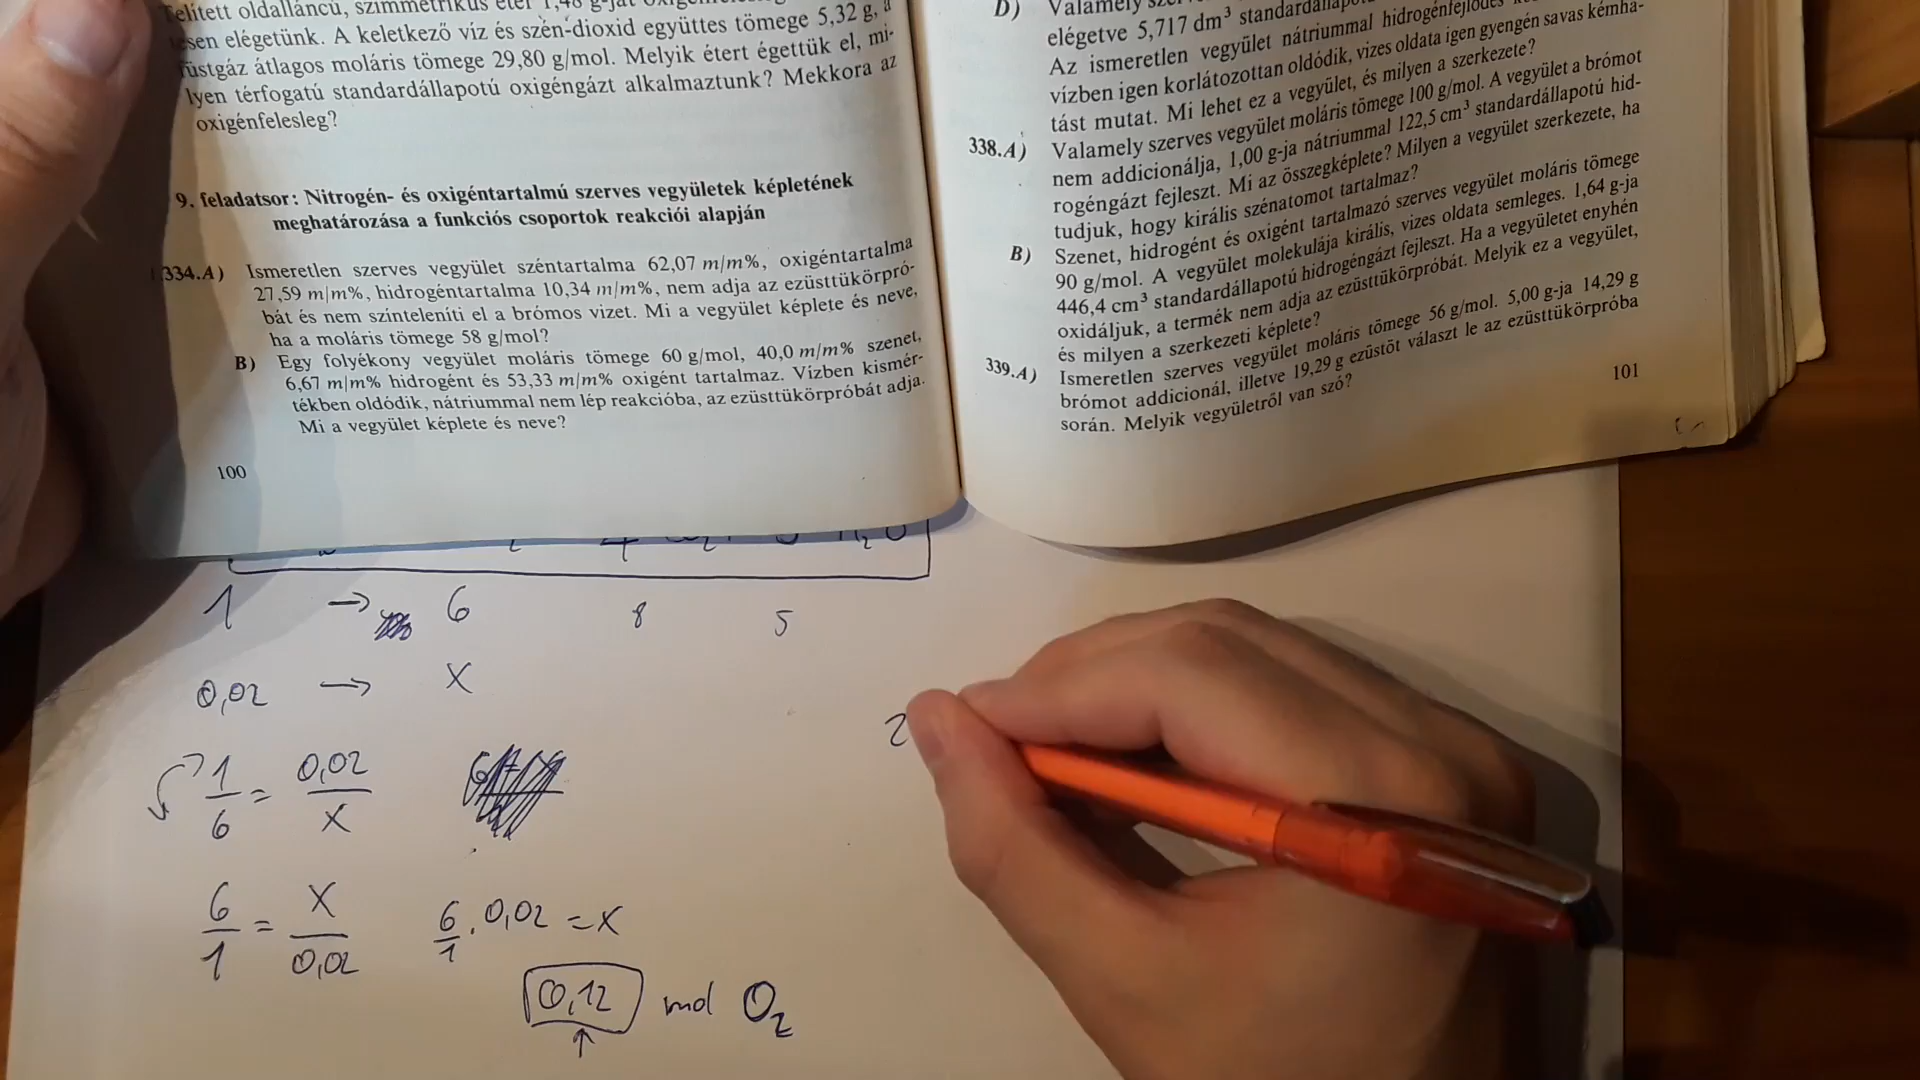 Telített oldalláncú, szimmetrikus éter 1,48 g-ját
tesen elégetünk. A keletkező víz és szén-dioxid együttes tömege 5,32 g, a
füstgáz átlagos moláris tömege 29,80 g/mol. Melyik étert égettük el, mi-
lyen térfogatú standardállapotú oxigéngázt alkalmaztunk? Mekkora az
oxigénfelesleg?
9. feladatsor: Nitrogén- és oxigéntartalmú szerves vegyületek képletének
meghatározása a funkciós csoportok reakciói alapján
334.A) Ismeretlen szerves vegyület széntartalma 62,07 m/m%, oxigéntartalma
27,59 m/m%, hidrogéntartalma 10,34 m/m%, nem adja az ezüsttükörpró-
bát és nem színteleníti el a brómos vizet. Mi a vegyület képlete és neve,
ha a moláris tömege 58 g/mol?
B) Egy folyékony vegyület moláris tömege 60 g/mol, 40,0 m/m% szenet,
6,67 m/m% hidrogént és 53,33 m/m% oxigént tartalmaz. Vízben kismér-
tékben oldódik, nátriummal nem lép reakcióba, az ezüsttükörpróbát adja.
Mi a vegyület képlete és neve?
100
D) Valamely
elégetve 5,717 dm³
Az ismeretlen vegyület nátriummal hidrogénfejlődés
vízben igen korlátozottan oldódik, vizes oldata igen gyengén savas kémha-
tást mutat. Mi lehet ez a vegyület, és milyen a szerkezete?
338.A) Valamely szerves vegyület moláris tömege 100 g/mol. A vegyület a brómot
nem addicionálja, 1,00 g-ja nátriummal 122,5 cm³ standardállapotú hid-
rogéngázt fejleszt. Mi az összegképlete? Milyen a vegyület szerkezete, ha
tudjuk, hogy királis szénatomot tartalmaz?
B) Szenet, hidrogént és oxigént tartalmazó szerves vegyület moláris tömege
90 g/mol. A vegyület molekulája királis, vizes oldata semleges. 1,64 g-ja
446,4 cm³ standardállapotú hidrogéngázt fejleszt. Ha a vegyületet enyhén
oxidáljuk, a termék nem adja az ezüsttükörpróbát. Melyik ez a vegyület,
és milyen a szerkezeti képlete?
339.A) Ismeretlen szerves vegyület moláris tömege 56 g/mol. 5,00 g-ja 14,29 g
brómot addicionál, illetve 19,29 g ezüstöt választ le az ezüsttükörpróba
során. Melyik vegyületről van szó?
101
1 → 6 8 5
0,02 → x
1/6 = 0,02/x
6/1 = x/0,02 6/1 · 0,02 = x
0,12 mol O₂
2